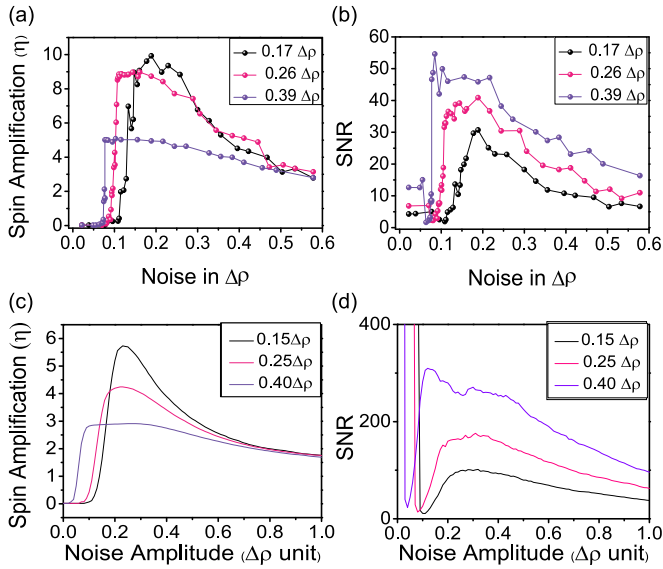 (a)
Spin Amplification (η)
10
8
6
4
2
0
0.0 0.1 0.2 0.3 0.4 0.5 0.6
Noise in Δρ
0.17 Δρ
0.26 Δρ
0.39 Δρ
(b)
SNR
60
55
50
45
40
35
30
25
20
15
10
5
0
0.0 0.1 0.2 0.3 0.4 0.5 0.6
Noise in Δρ
0.17 Δρ
0.26 Δρ
0.39 Δρ
(c)
Spin Amplification (η)
6
5
4
3
2
1
0
0.0 0.2 0.4 0.6 0.8 1.0
Noise Amplitude (Δρ unit)
0.15Δρ
0.25Δρ
0.40Δρ
(d)
SNR
400
200
0
0.0 0.2 0.4 0.6 0.8 1.0
Noise Amplitude (Δρ unit)
0.15 Δρ
0.25 Δρ
0.40 Δρ